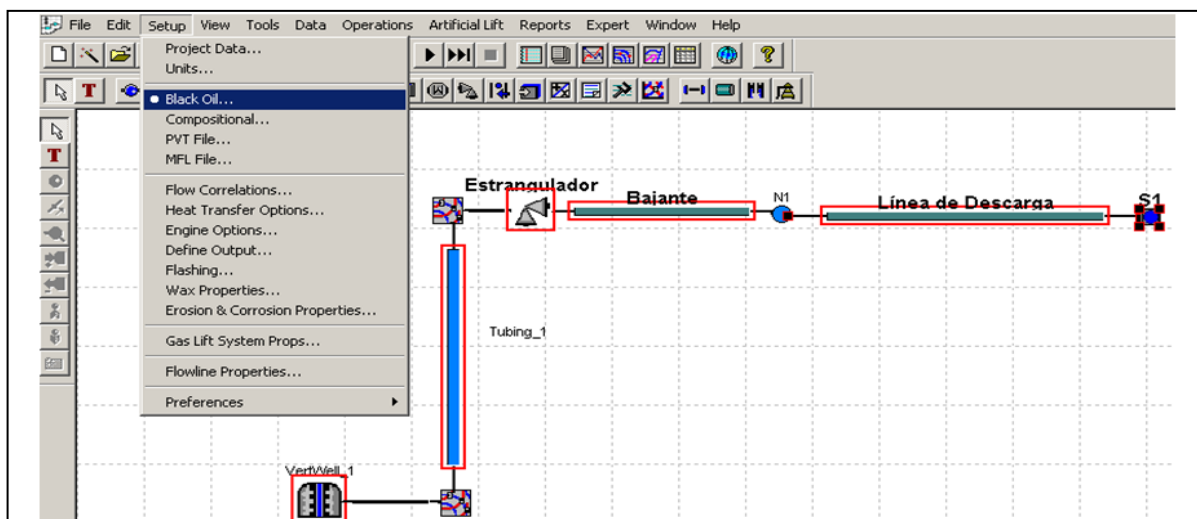 File Edit Setup View Tools Data Operations Artificial Lift Reports Expert Window Help
Project Data...
Units...
T
Black Oil...
Compositional...
PVT File...
MFL File...
T
Flow Correlations...
Heat Transfer Options...
Engine Options...
Define Output...
Flashing...
Wax Properties...
Erosion & Corrosion Properties...
Gas Lift System Props...
Flowline Properties...
Preferences
Estrangulador
Bajante
N1
Línea de Descarga
S1
Tubing_1
VertWell_1